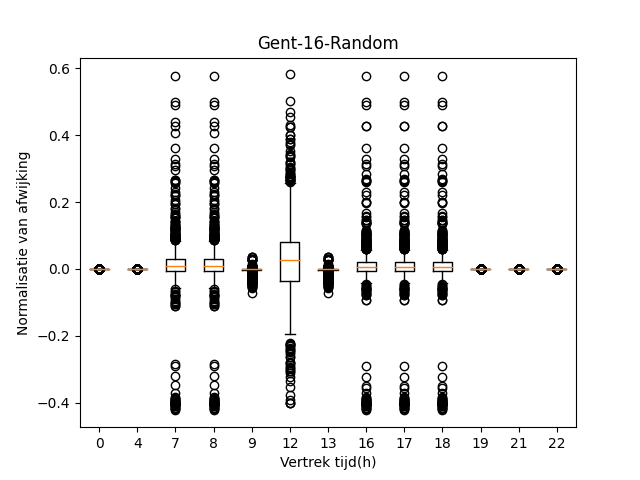 Gent-16-Random
Normalisatie van afwijking
0.6
0.4
0.2
0.0
−0.2
−0.4
0 4 7 8 9 12 13 16 17 18 19 21 22
Vertrek tijd(h)